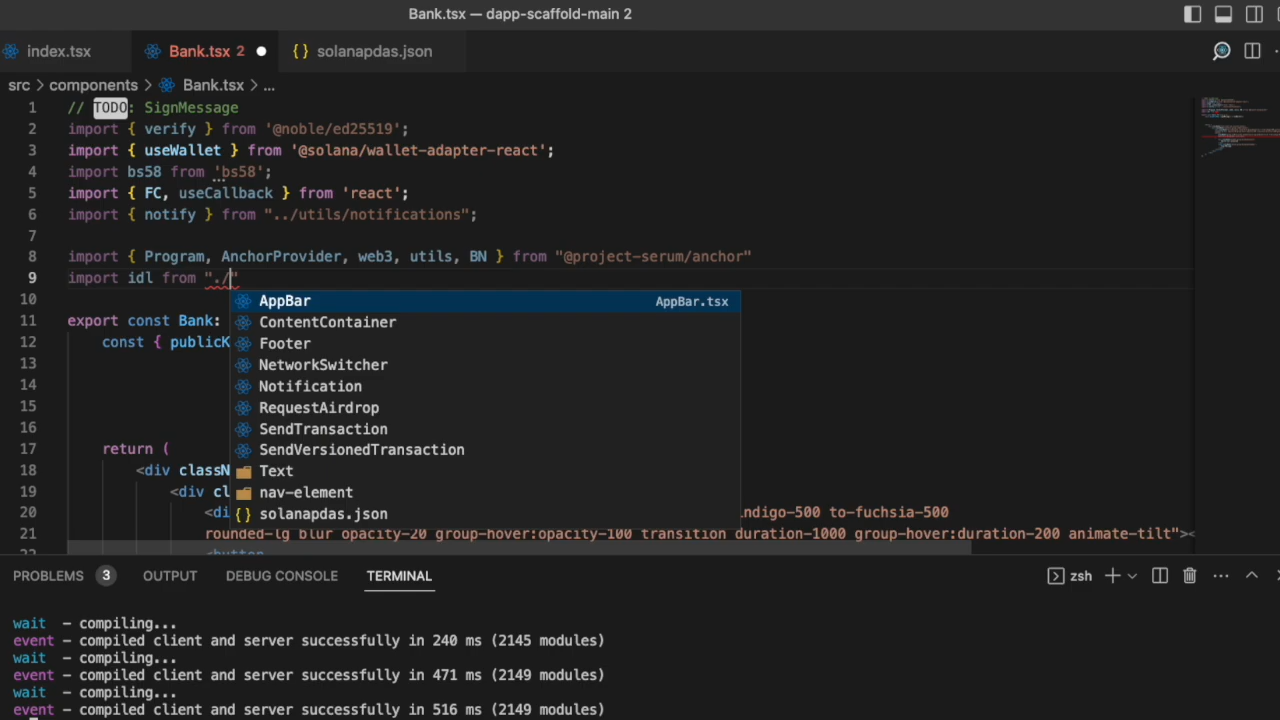 Bank.tsx — dapp-scaffold-main 2
index.tsx
Bank.tsx 2
{} solanapdas.json
src > components > Bank.tsx > ...
1 // TODO: SignMessage
2 import { verify } from '@noble/ed25519';
3 import { useWallet } from '@solana/wallet-adapter-react';
4 import bs58 from 'bs58';
5 import { FC, useCallback } from 'react';
6 import { notify } from "../utils/notifications";
7
8 import { Program, AnchorProvider, web3, utils, BN } from "@project-serum/anchor"
9 import idl from "./"
AppBar AppBar.tsx
10
11 export const Bank:
ContentContainer
12 const { publicK
Footer
13
NetworkSwitcher
14
Notification
15
RequestAirdrop
16
SendTransaction
17 return (
SendVersionedTransaction
18 <div classN
Text
19 <div cl
nav-element
20 <di
{} solanapdas.json
ndigo-500 to-fuchsia-500
21 rounded-lg blur opacity-20 group-hover:opacity-100 transition duration-1000 group-hover:duration-200 animate-tilt"><
22 <button
PROBLEMS 3 OUTPUT DEBUG CONSOLE TERMINAL
zsh
wait – compiling...
event – compiled client and server successfully in 240 ms (2145 modules)
wait – compiling...
event – compiled client and server successfully in 471 ms (2149 modules)
wait – compiling...
event – compiled client and server successfully in 516 ms (2149 modules)